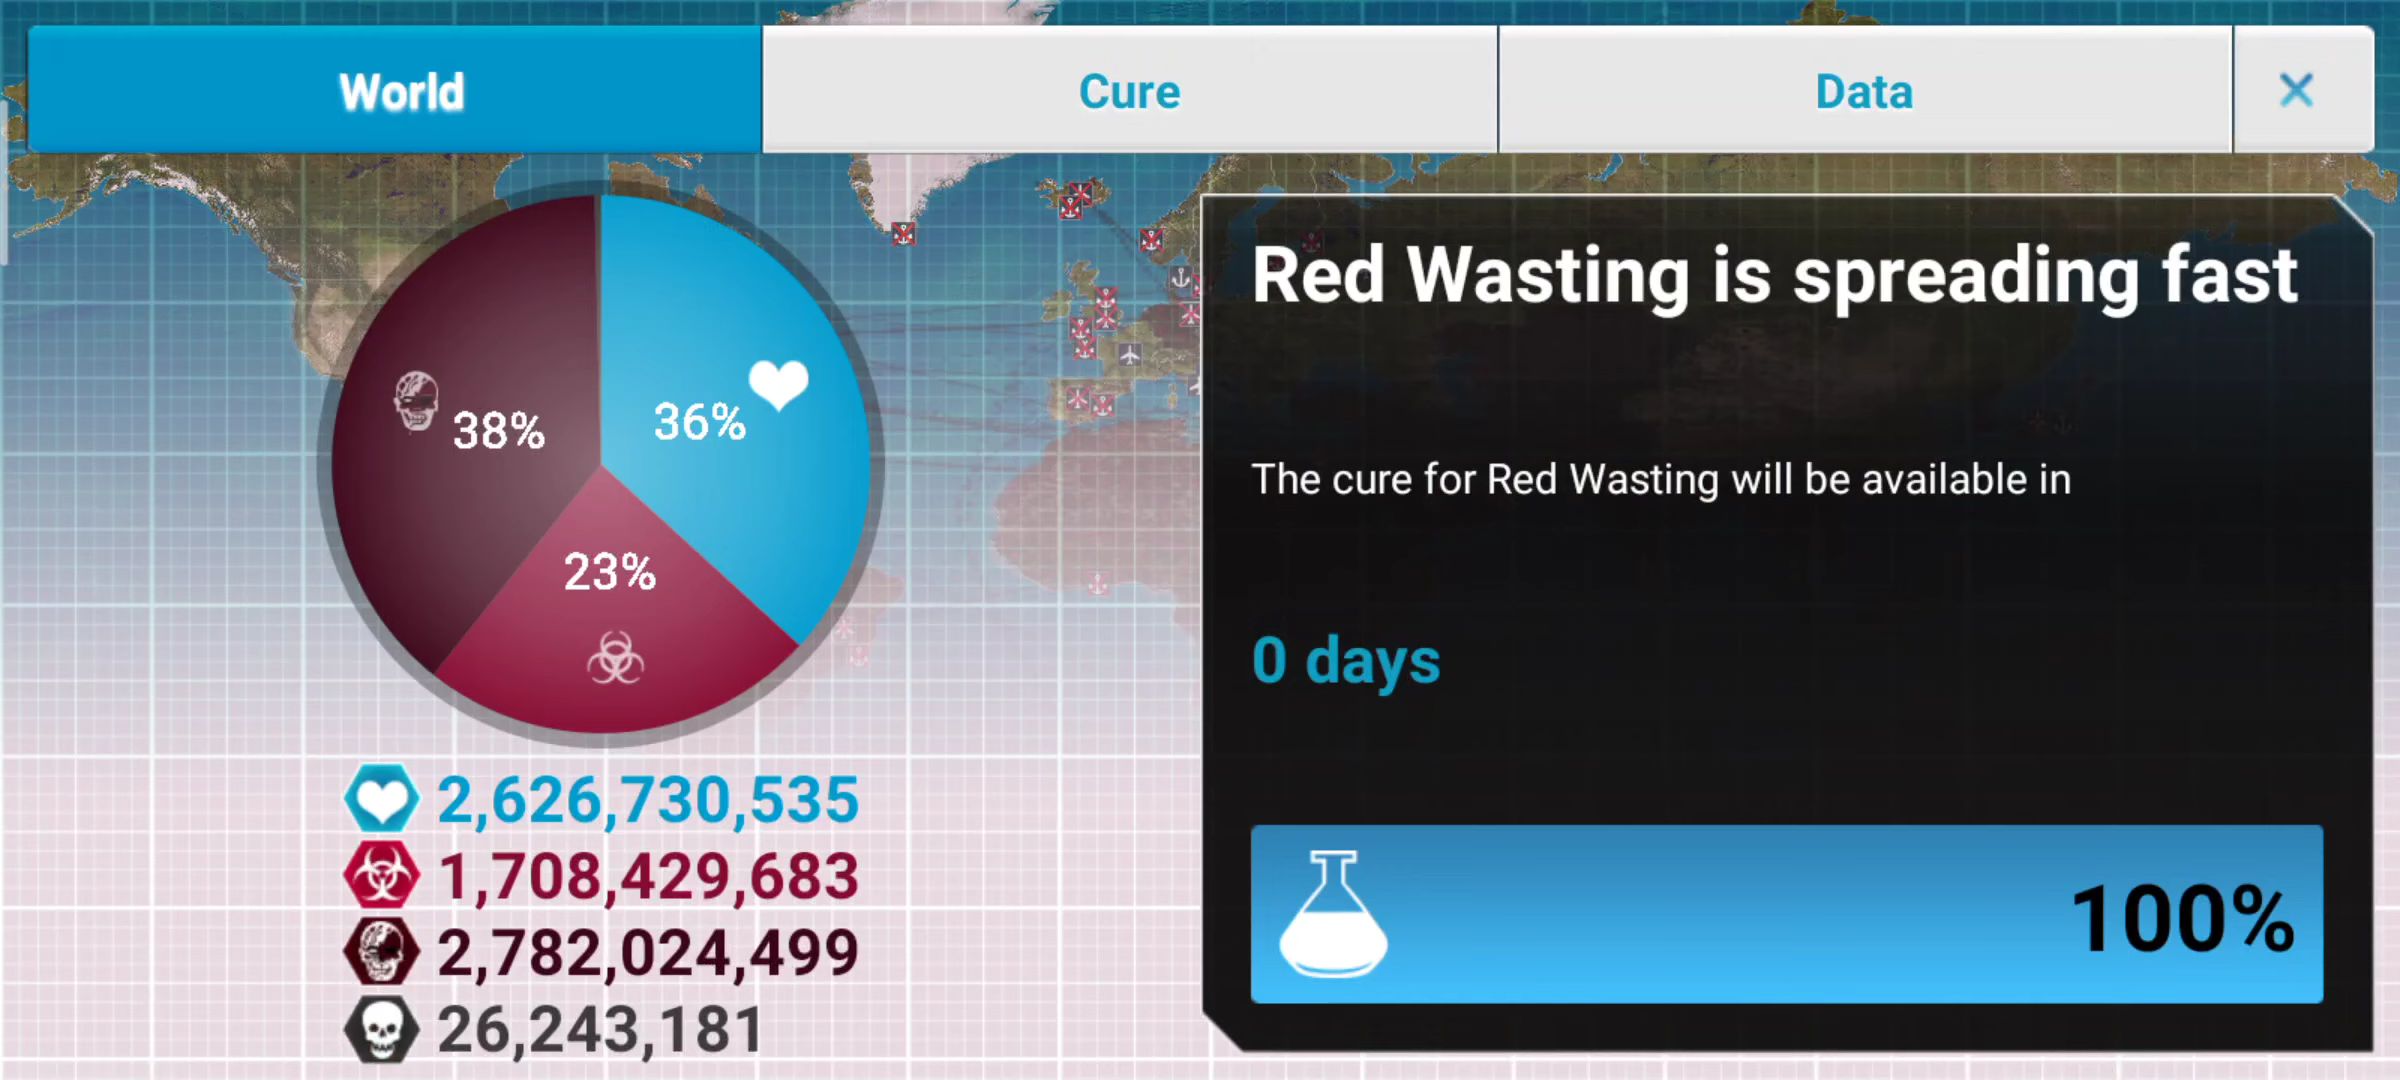 World
Cure
Data
Red Wasting is spreading fast
38%
36%
23%
The cure for Red Wasting will be available in
0 days
2,626,730,535
1,708,429,683
2,782,024,499
26,243,181
100%